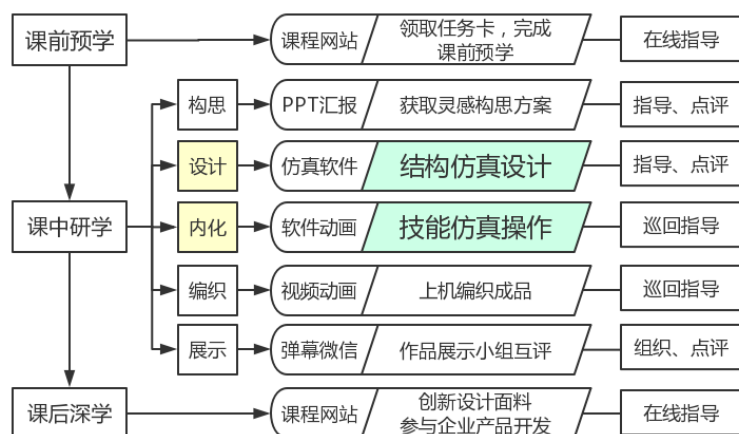 课前预学
课程网站
领取任务卡，完成
课前预学
在线指导
构思
PPT汇报
获取灵感构思方案
指导、点评
设计
仿真软件
结构仿真设计
指导、点评
课中研学
内化
软件动画
技能仿真操作
巡回指导
编织
视频动画
上机编织成品
巡回指导
展示
弹幕微信
作品展示小组互评
组织、点评
课后深学
课程网站
创新设计面料
参与企业产品开发
在线指导